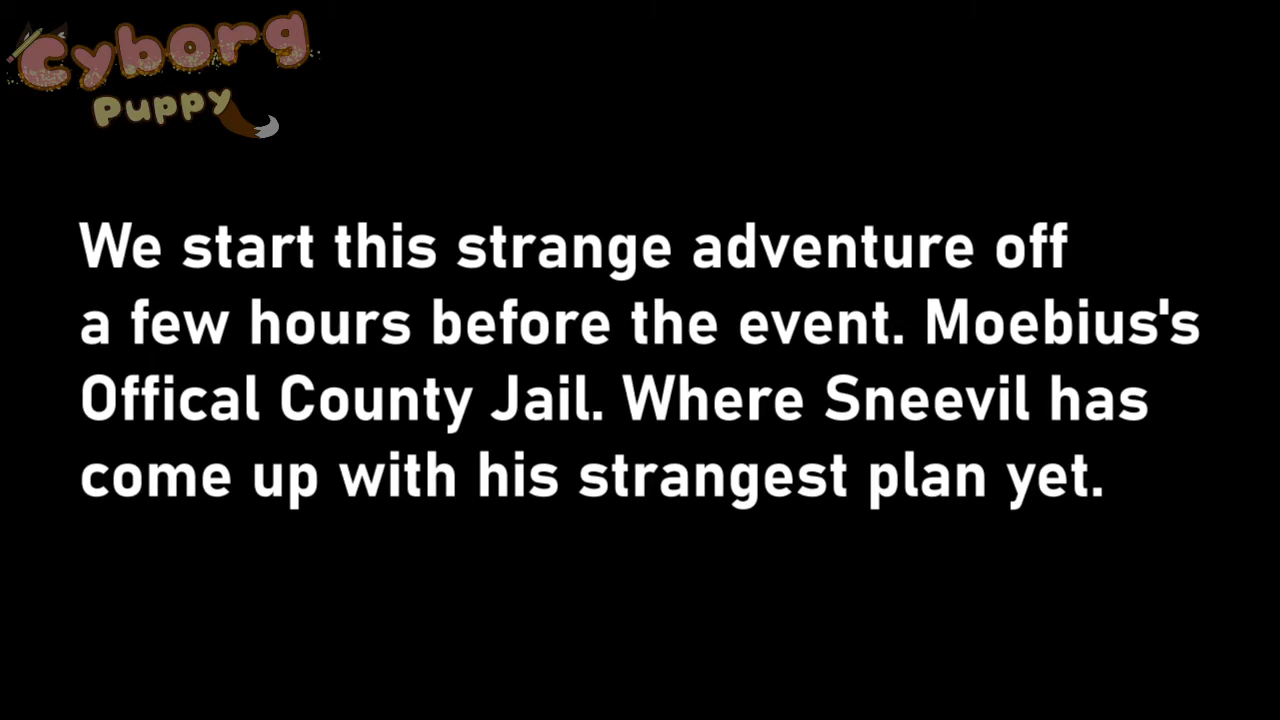 Cyborg
Puppy
We start this strange adventure off
a few hours before the event. Moebius's
Offical County Jail. Where Sneevil has
come up with his strangest plan yet.